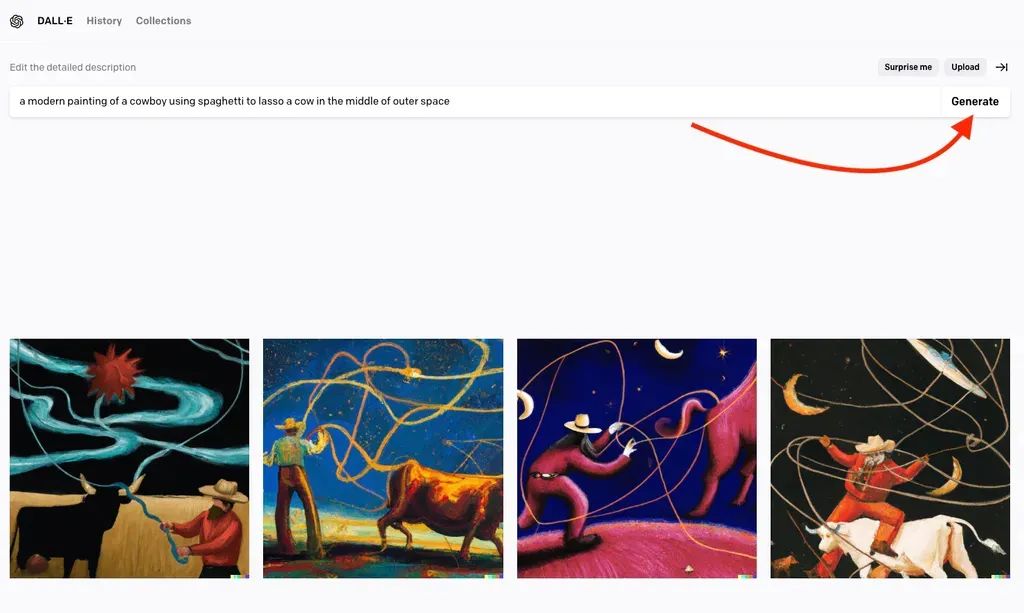 DALL·E History Collections
Edit the detailed description
Surprise me Upload
a modern painting of a cowboy using spaghetti to lasso a cow in the middle of outer space
Generate